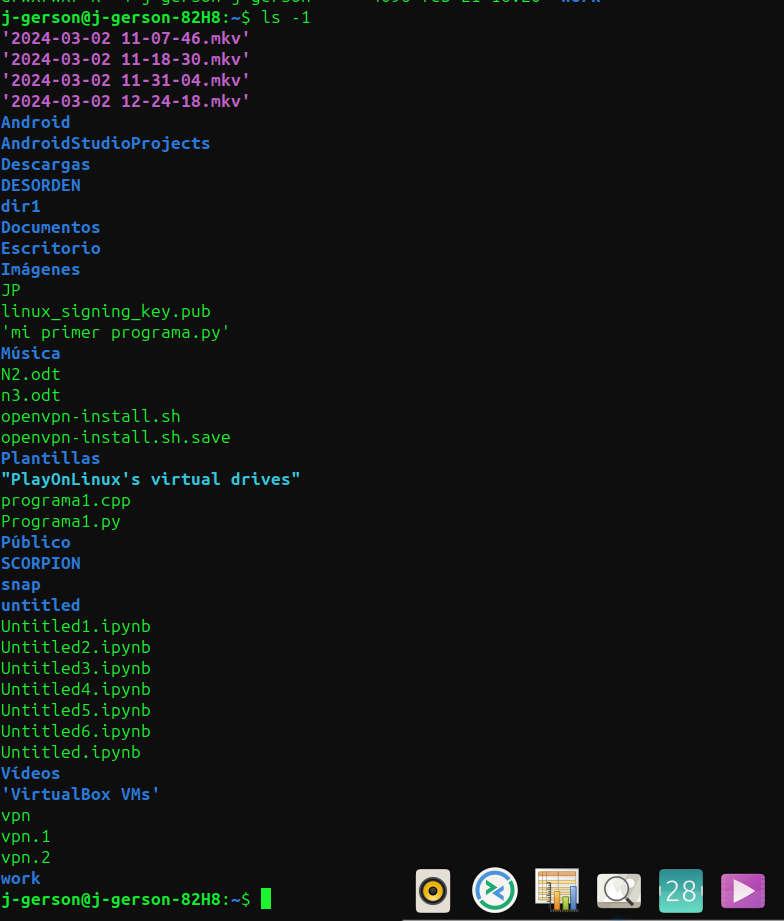 j-gerson@j-gerson-82H8:~$ ls -1
'2024-03-02 11-07-46.mkv'
'2024-03-02 11-18-30.mkv'
'2024-03-02 11-31-04.mkv'
'2024-03-02 12-24-18.mkv'
Android
AndroidStudioProjects
Descargas
DESORDEN
dir1
Documentos
Escritorio
Imágenes
JP
linux_signing_key.pub
'mi primer programa.py'
Música
N2.odt
n3.odt
openvpn-install.sh
openvpn-install.sh.save
Plantillas
"PlayOnLinux's virtual drives"
programa1.cpp
Programa1.py
Público
SCORPION
snap
untitled
Untitled1.ipynb
Untitled2.ipynb
Untitled3.ipynb
Untitled4.ipynb
Untitled5.ipynb
Untitled6.ipynb
Untitled.ipynb
Vídeos
'VirtualBox VMs'
vpn
vpn.1
vpn.2
work
j-gerson@j-gerson-82H8:~$
28